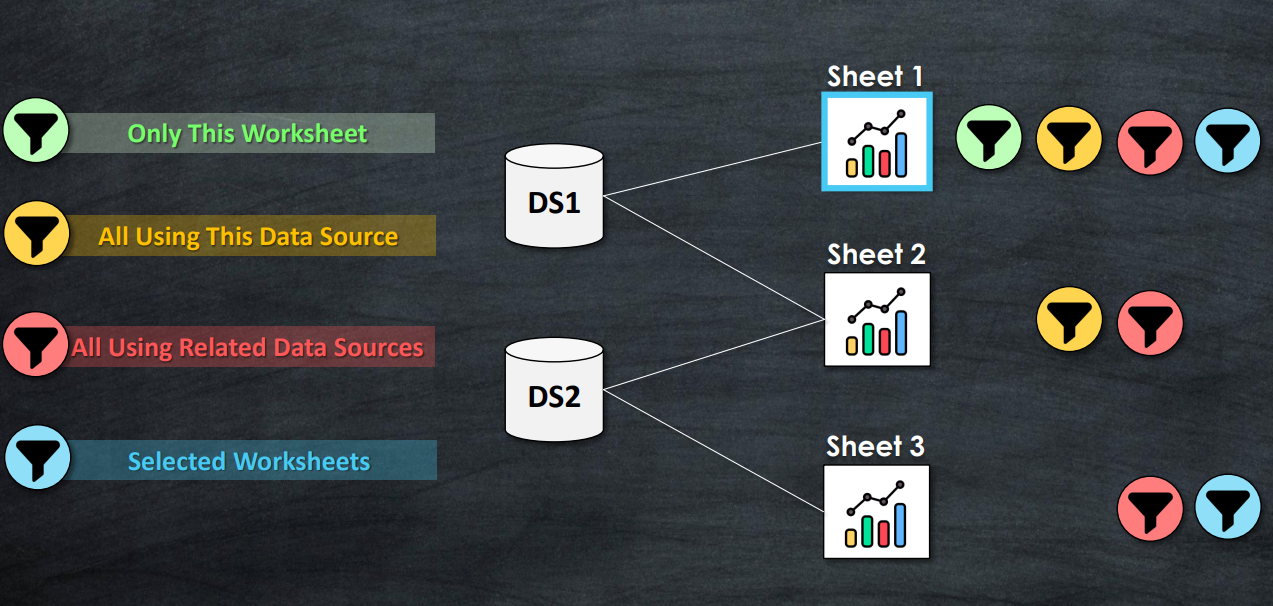 Only This Worksheet
All Using This Data Source
All Using Related Data Sources
Selected Worksheets
DS1
DS2
Sheet 1
Sheet 2
Sheet 3